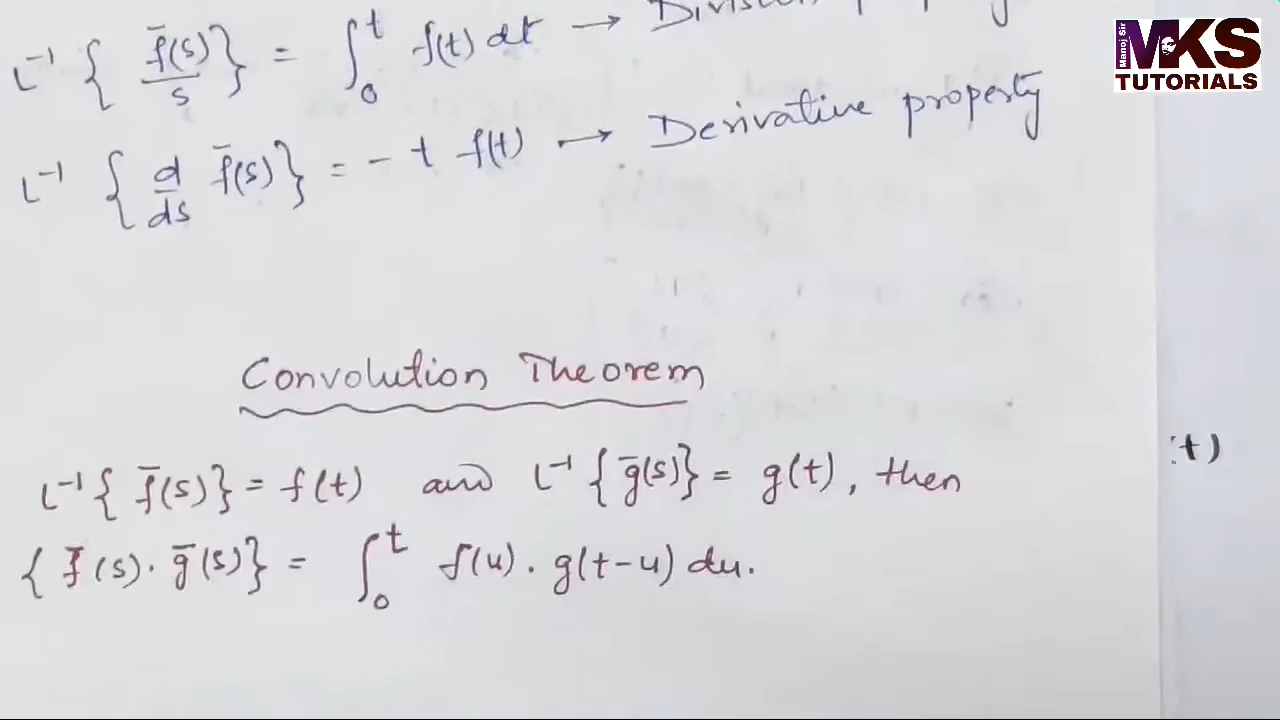 L⁻¹ { f̄(s)/s } = ∫₀ᵗ f(t) dt → Division
L⁻¹ { d/ds f̄(s) } = - t f(t) → Derivative property
Convolution Theorem
L⁻¹ { f̄(s) } = f(t) and L⁻¹ { ḡ(s) } = g(t), then
{ f̄(s) . ḡ(s) } = ∫₀ᵗ f(u) . g(t-u) du.
:t)
Manoj Sir
MKS
TUTORIALS